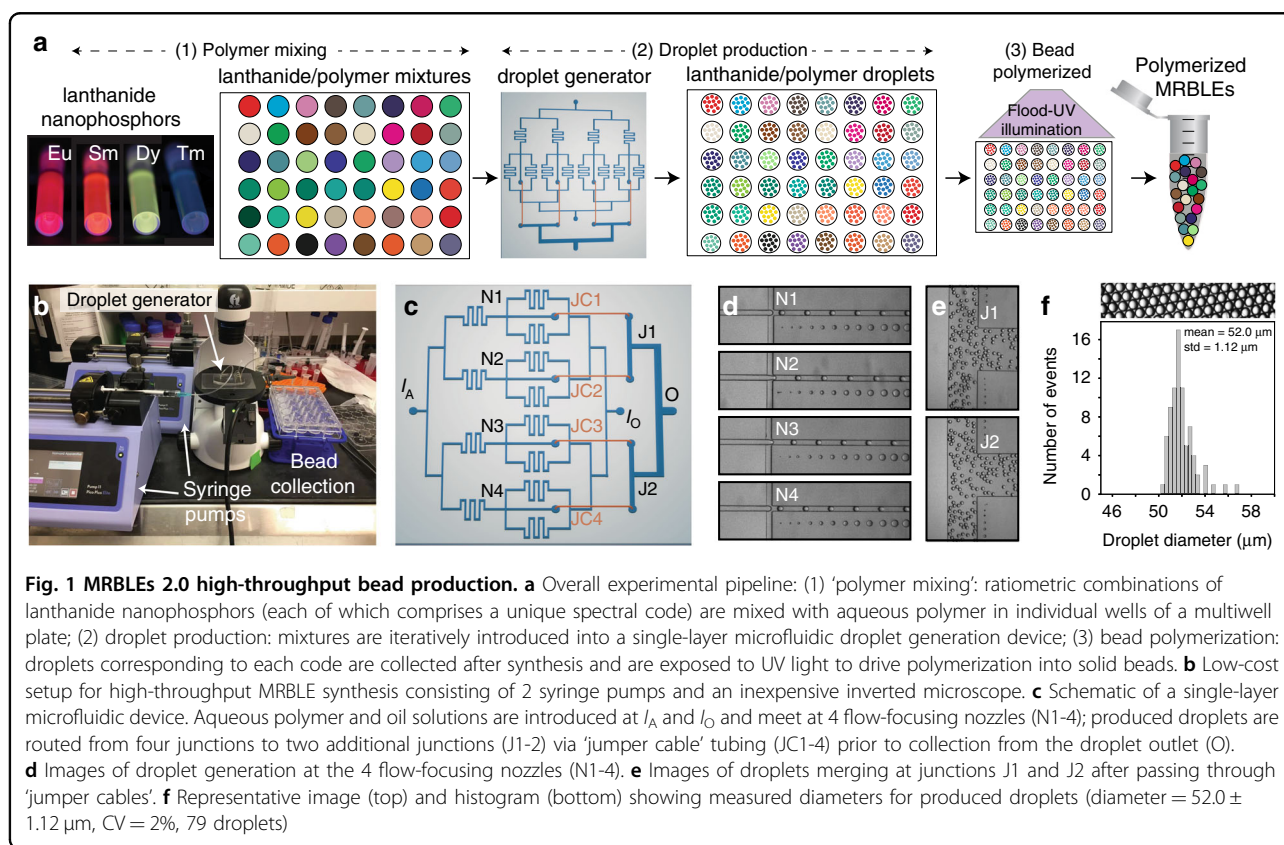 a
(1) Polymer mixing
(2) Droplet production
(3) Bead
polymerized
Polymerized
MRBLEs
lanthanide
nanophosphors
lanthanide/polymer mixtures
droplet generator
lanthanide/polymer droplets
Flood-UV
illumination
Eu Sm Dy Tm
b
Droplet generator
Syringe
pumps
Bead
collection
c
N1
JC1
J1
N2
JC2
IA
IO
O
N3
JC3
J2
N4
JC4
d
N1
N2
N3
N4
e
J1
J2
f
mean = 52.0 µm
std = 1.12 µm
Number of events
16
12
8
4
0
46 50 54 58
Droplet diameter (µm)
Fig. 1 MRBLEs 2.0 high-throughput bead production. a Overall experimental pipeline: (1) ‘polymer mixing’: ratiometric combinations of
lanthanide nanophosphors (each of which comprises a unique spectral code) are mixed with aqueous polymer in individual wells of a multiwell
plate; (2) droplet production: mixtures are iteratively introduced into a single-layer microfluidic droplet generation device; (3) bead polymerization:
droplets corresponding to each code are collected after synthesis and are exposed to UV light to drive polymerization into solid beads. b Low-cost
setup for high-throughput MRBLE synthesis consisting of 2 syringe pumps and an inexpensive inverted microscope. c Schematic of a single-layer
microfluidic device. Aqueous polymer and oil solutions are introduced at IA and IO and meet at 4 flow-focusing nozzles (N1-4); produced droplets are
routed from four junctions to two additional junctions (J1-2) via ‘jumper cable’ tubing (JC1-4) prior to collection from the droplet outlet (O).
d Images of droplet generation at the 4 flow-focusing nozzles (N1-4). e Images of droplets merging at junctions J1 and J2 after passing through
‘jumper cables’. f Representative image (top) and histogram (bottom) showing measured diameters for produced droplets (diameter = 52.0 ±
1.12 µm, CV = 2%, 79 droplets)